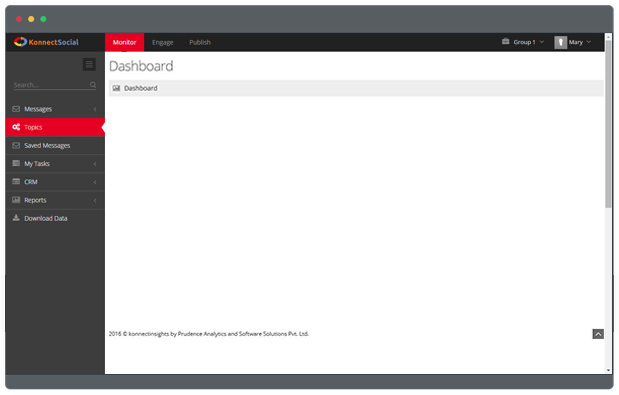 KonnectSocial
Monitor Engage Publish
Group 1
Mary
Dashboard
Search...
Dashboard
Messages
Topics
Saved Messages
My Tasks
CRM
Reports
Download Data
2016 © konnectinsights by Prudence Analytics and Software Solutions Pvt. Ltd.